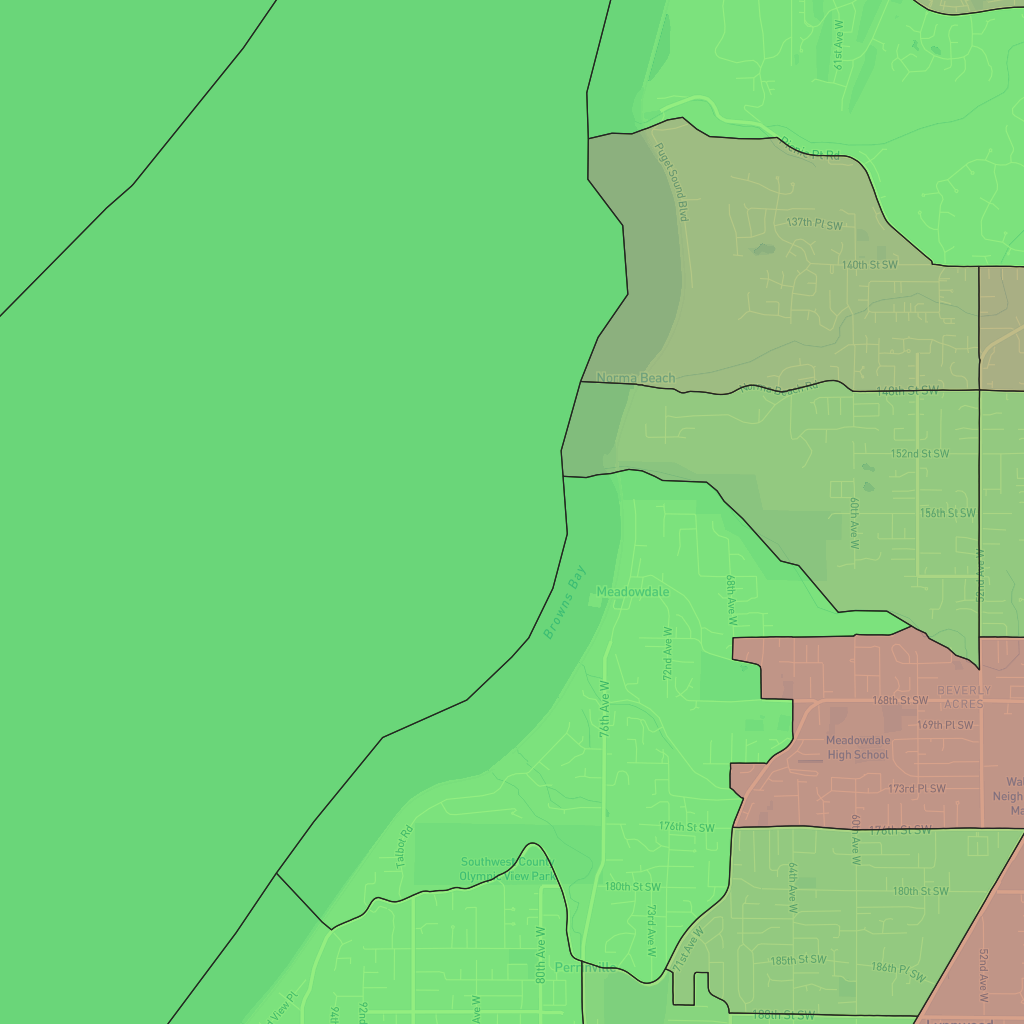 61st Ave W
Puget Sound Blvd
Picnic Pt Rd
137th Pl SW
140th St SW
Norma Beach
Norma Beach Rd
148th St SW
152nd St SW
156th St SW
60th Ave W
52nd Ave W
Browns Bay
Meadowdale
68th Ave W
72nd Ave W
76th Ave W
BEVERLY
ACRES
168th St SW
169th Pl SW
Meadowdale
High School
173rd Pl SW
176th St SW
176th St SW
60th Ave W
Talbot Rd
Southwest County
Olympic View Park
180th St SW
64th Ave W
180th St SW
73rd Ave W
71st Ave W
80th Ave W
Perrinville
185th St SW
186th Pl SW
52nd Ave W
188th St SW
d View Pl
94th
92nd
Ave W